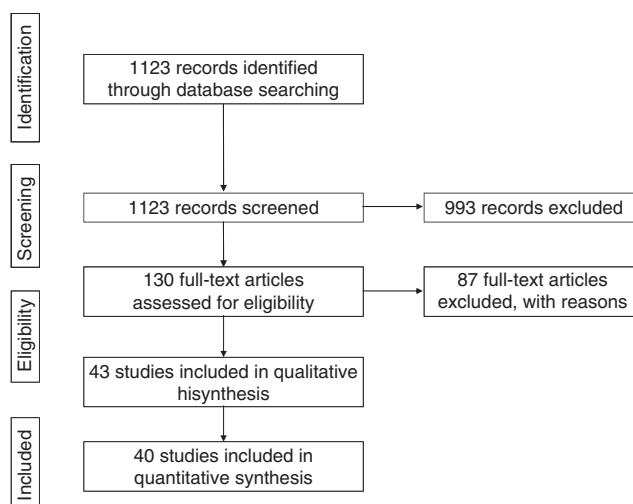 Identification
1123 records identified
through database searching
Screening
1123 records screened
993 records excluded
Eligibility
130 full-text articles
assessed for eligibility
87 full-text articles
excluded, with reasons
43 studies included in qualitative
hisynthesis
Included
40 studies included in
quantitative synthesis